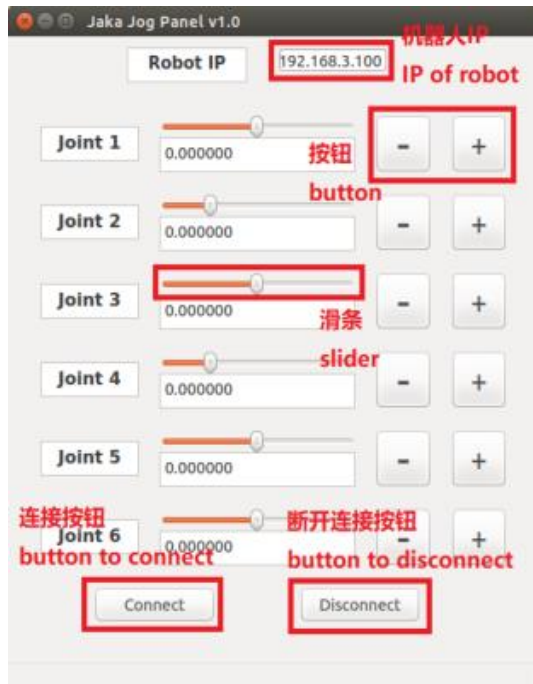 Jaka Jog Panel v1.0
机器人IP
Robot IP
192.168.3.100
IP of robot
Joint 1
0.000000
按钮
button
-
+
Joint 2
0.000000
-
+
Joint 3
0.000000
滑条
slider
-
+
Joint 4
0.000000
-
+
Joint 5
0.000000
-
+
连接按钮
断开连接按钮
Joint 6
0.000000
-
+
button to connect
button to disconnect
Connect
Disconnect